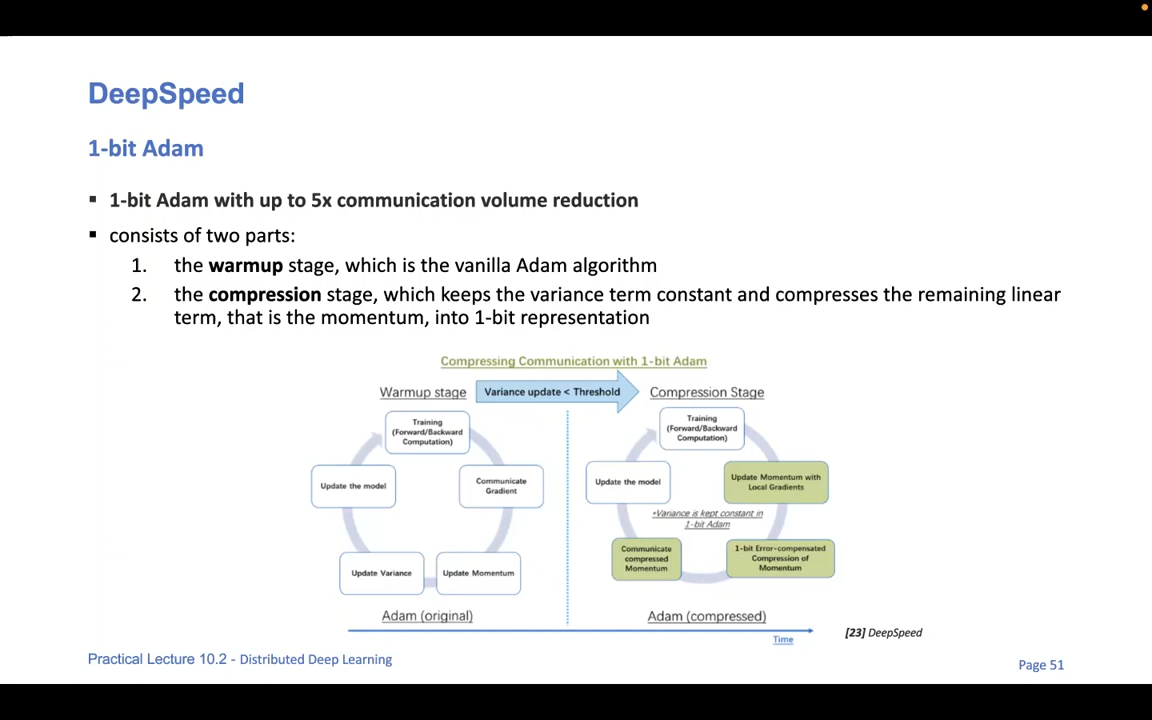 DeepSpeed
1-bit Adam
▪ 1-bit Adam with up to 5x communication volume reduction
▪ consists of two parts:
1. the warmup stage, which is the vanilla Adam algorithm
2. the compression stage, which keeps the variance term constant and compresses the remaining linear
term, that is the momentum, into 1-bit representation
Compressing Communication with 1-bit Adam
Warmup stage
Variance update < Threshold
Compression Stage
Training
(Forward/Backward
Computation)
Communicate
Gradient
Update Momentum
Update Variance
Update the model
Adam (original)
Training
(Forward/Backward
Computation)
Update Momentum with
Local Gradients
1-bit Error-compensated
Compression of
Momentum
Communicate
compressed
Momentum
Update the model
*Variance is kept constant in
1-bit Adam
Adam (compressed)
Time
[23] DeepSpeed
Practical Lecture 10.2 - Distributed Deep Learning
Page 51